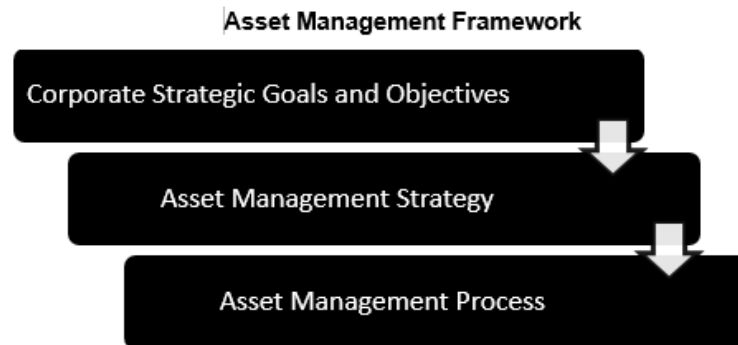 Asset Management Framework
Corporate Strategic Goals and Objectives
Asset Management Strategy
Asset Management Process